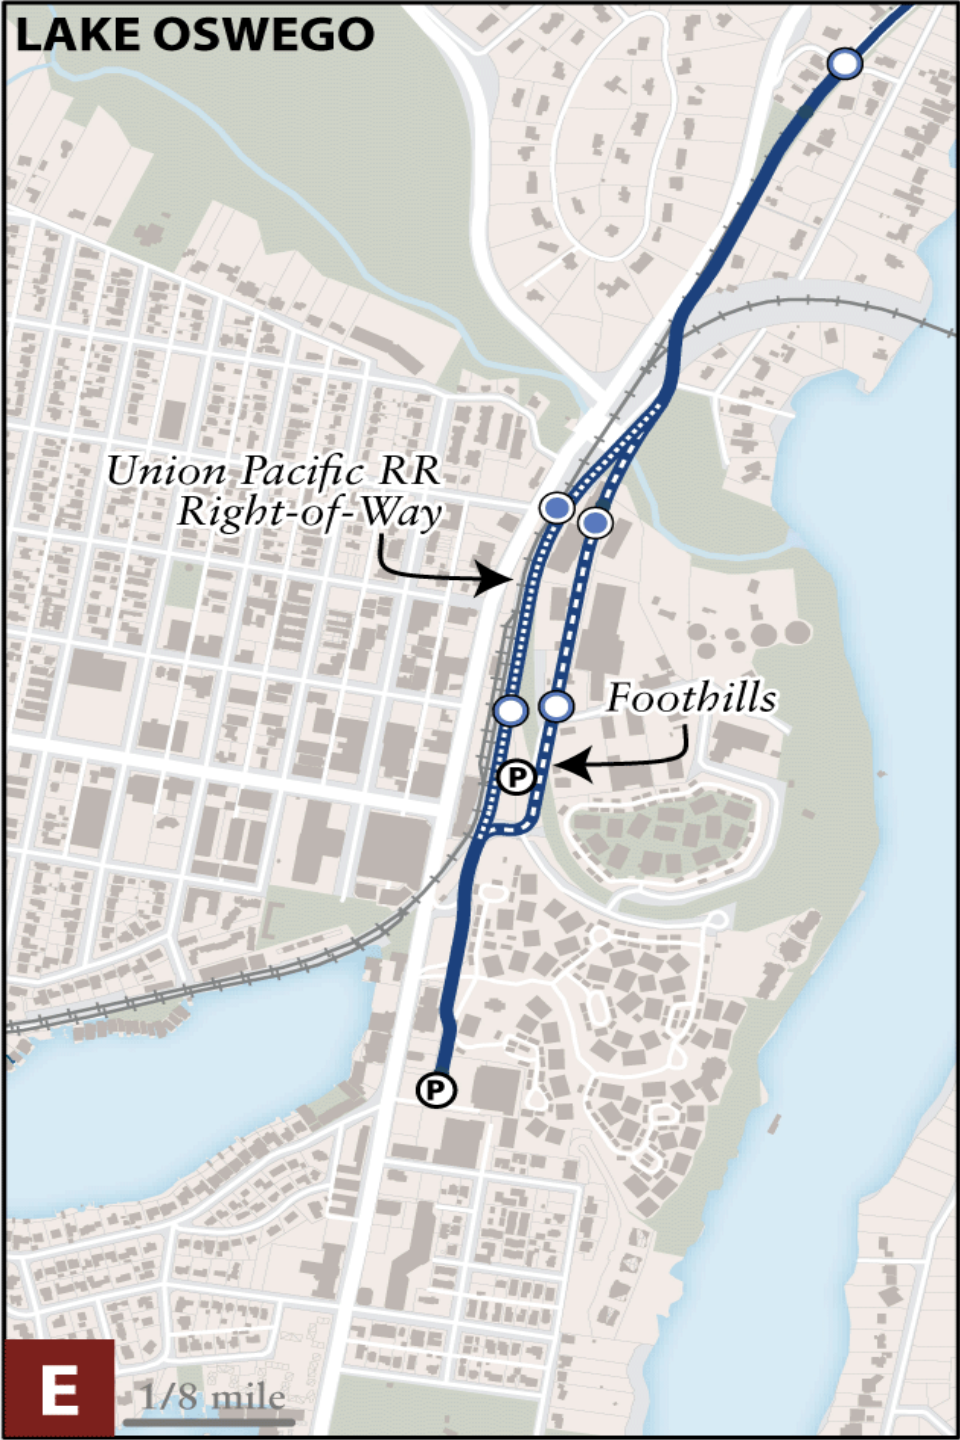 LAKE OSWEGO
Union Pacific RR
Right-of-Way
Foothills
P
P
E
1/8 mile